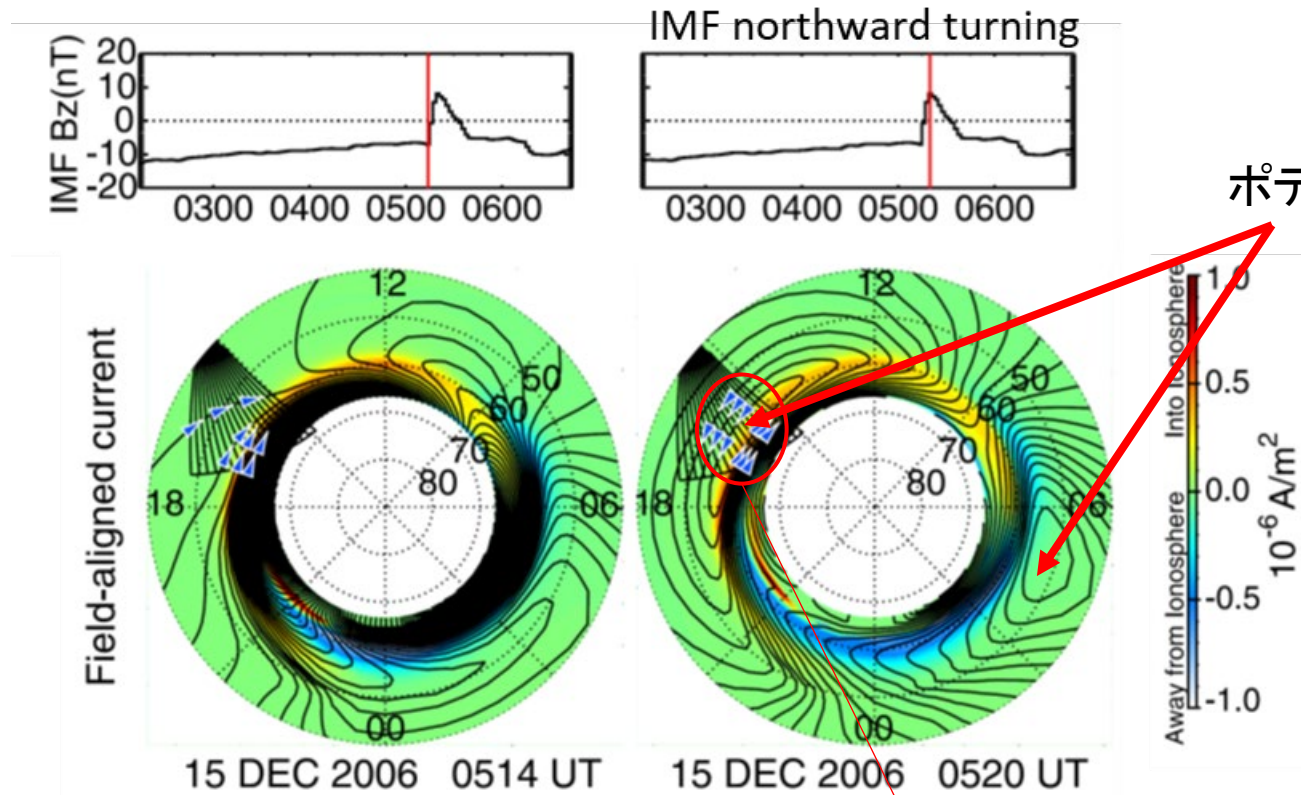 IMF northward turning
IMF Bz(nT)
20
10
0
-10
-20
0300 0400 0500 0600
0300 0400 0500 0600
ポテ
Field-aligned current
12
50
60
70
80
18
06
00
12
50
60
70
80
18
06
00
15 DEC 2006 0514 UT
15 DEC 2006 0520 UT
Into Ionosphere
Away from Ionosphere
1.0
0.5
0.0
-0.5
-1.0
10⁻⁶ A/m²